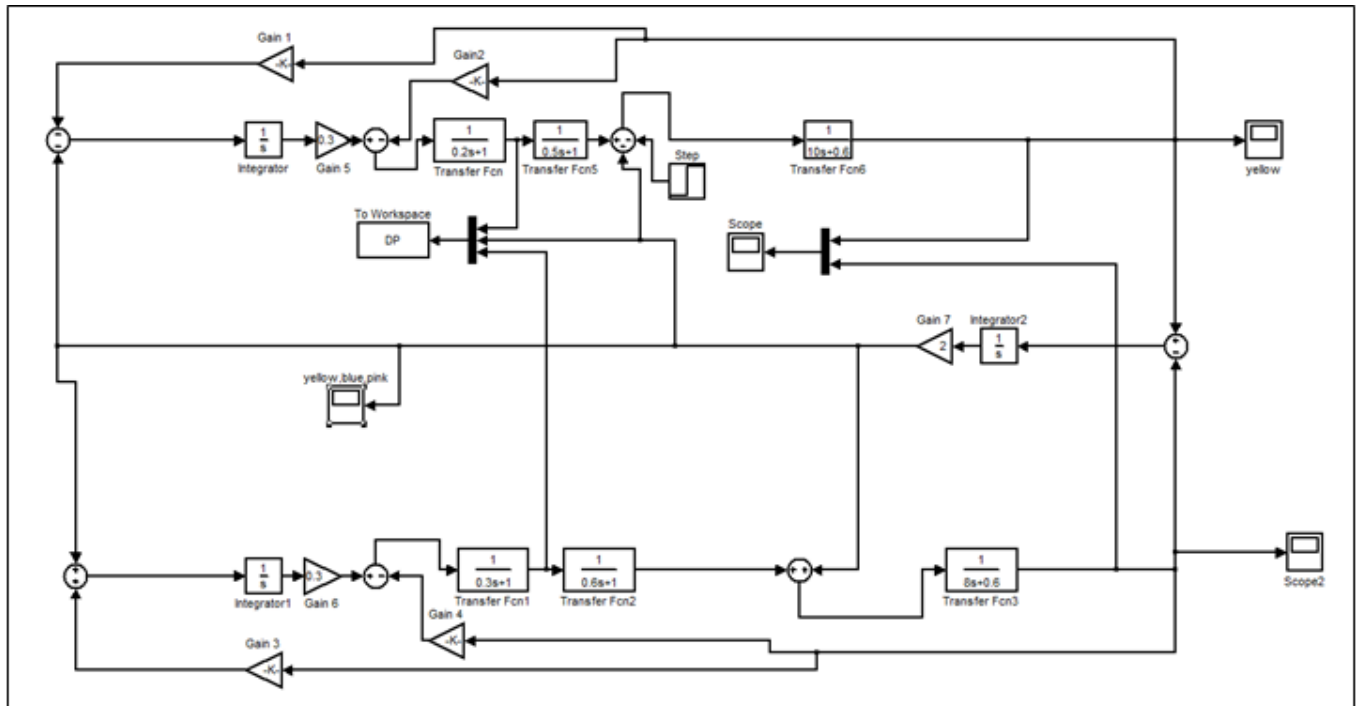 Gain 1
-K-
Gain2
-K-
1
s
Integrator
0.3
Gain 5
1
0.2s+1
Transfer Fcn
1
0.5s+1
Transfer Fcn5
Step
1
10s+0.6
Transfer Fcn6
yellow
To Workspace
DP
Scope
Gain 7
2
Integrator2
1
s
yellow,blue,pink
1
s
Integrator1
0.3
Gain 6
1
0.3s+1
Transfer Fcn1
1
0.6s+1
Transfer Fcn2
1
8s+0.6
Transfer Fcn3
Scope2
Gain 4
-K-
Gain 3
-K-